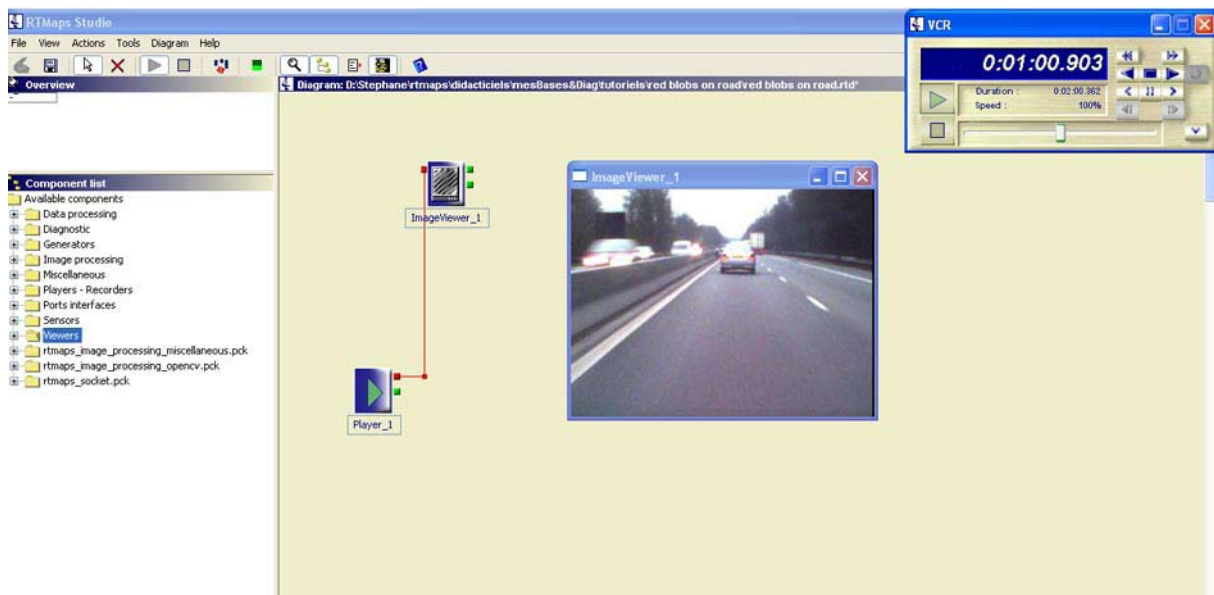 RTMaps Studio
File View Actions Tools Diagram Help
Overview
Diagram: D:\Stephane\rtmaps\didacticiels\mesBases&Diag\tutoriels\red blobs on road\red blobs on road.rtd*
VCR
0:01:00.903
Duration : 0:02:00.362
Speed : 100%
Component list
Available components
Data processing
Diagnostic
Generators
Image processing
Miscellaneous
Players - Recorders
Ports interfaces
Sensors
Viewers
rtmaps_image_processing_miscellaneous.pck
rtmaps_image_processing_opencv.pck
rtmaps_socket.pck
ImageViewer_1
ImageViewer_1
Player_1